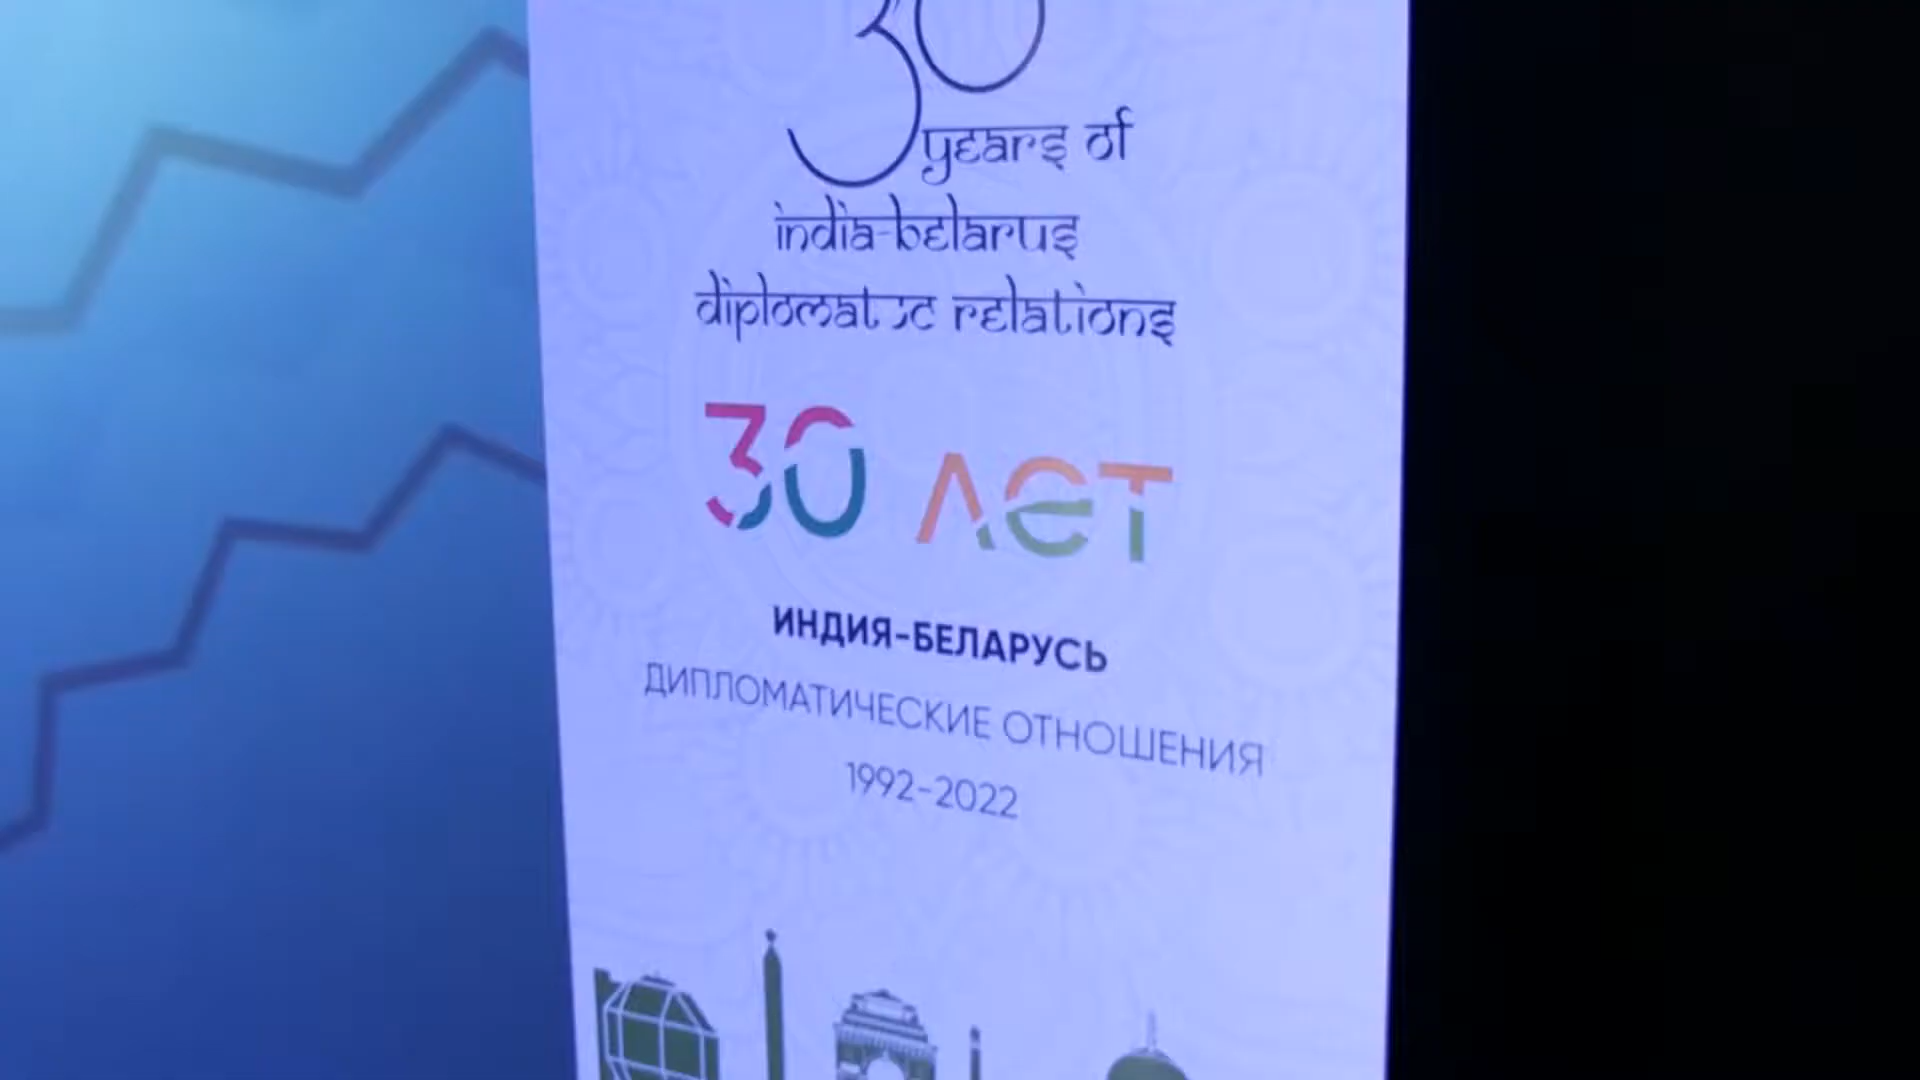 30
years of
india-belarus
diplomatic relations
30 лет
ИНДИЯ-БЕЛАРУСЬ
ДИПЛОМАТИЧЕСКИЕ ОТНОШЕНИЯ
1992-2022